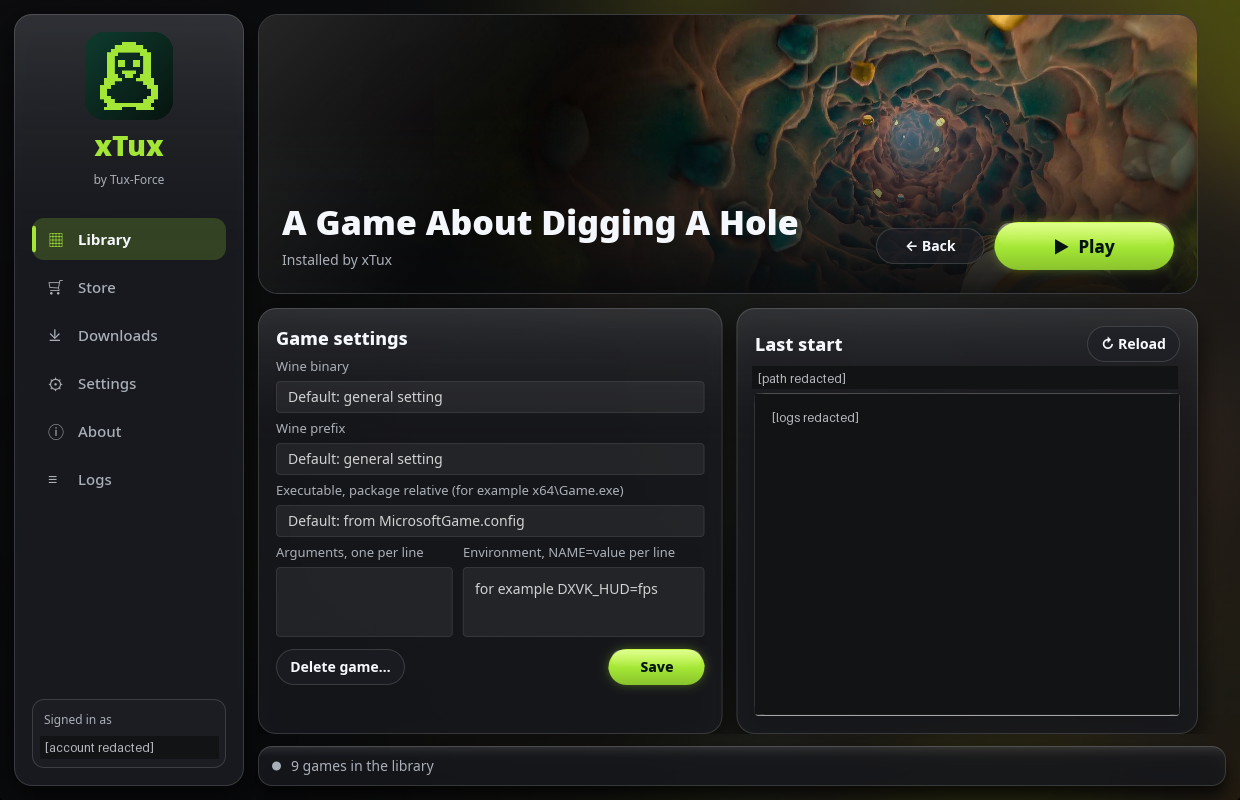 xTux
by Tux-Force
Library
Store
Downloads
Settings
About
Logs
Signed in as
[account redacted]
A Game About Digging A Hole
Installed by xTux
← Back
▶ Play
Game settings
Wine binary
Default: general setting
Wine prefix
Default: general setting
Executable, package relative (for example x64\Game.exe)
Default: from MicrosoftGame.config
Arguments, one per line
Environment, NAME=value per line
for example DXVK_HUD=fps
Delete game...
Save
Last start
↻ Reload
[path redacted]
[logs redacted]
9 games in the library